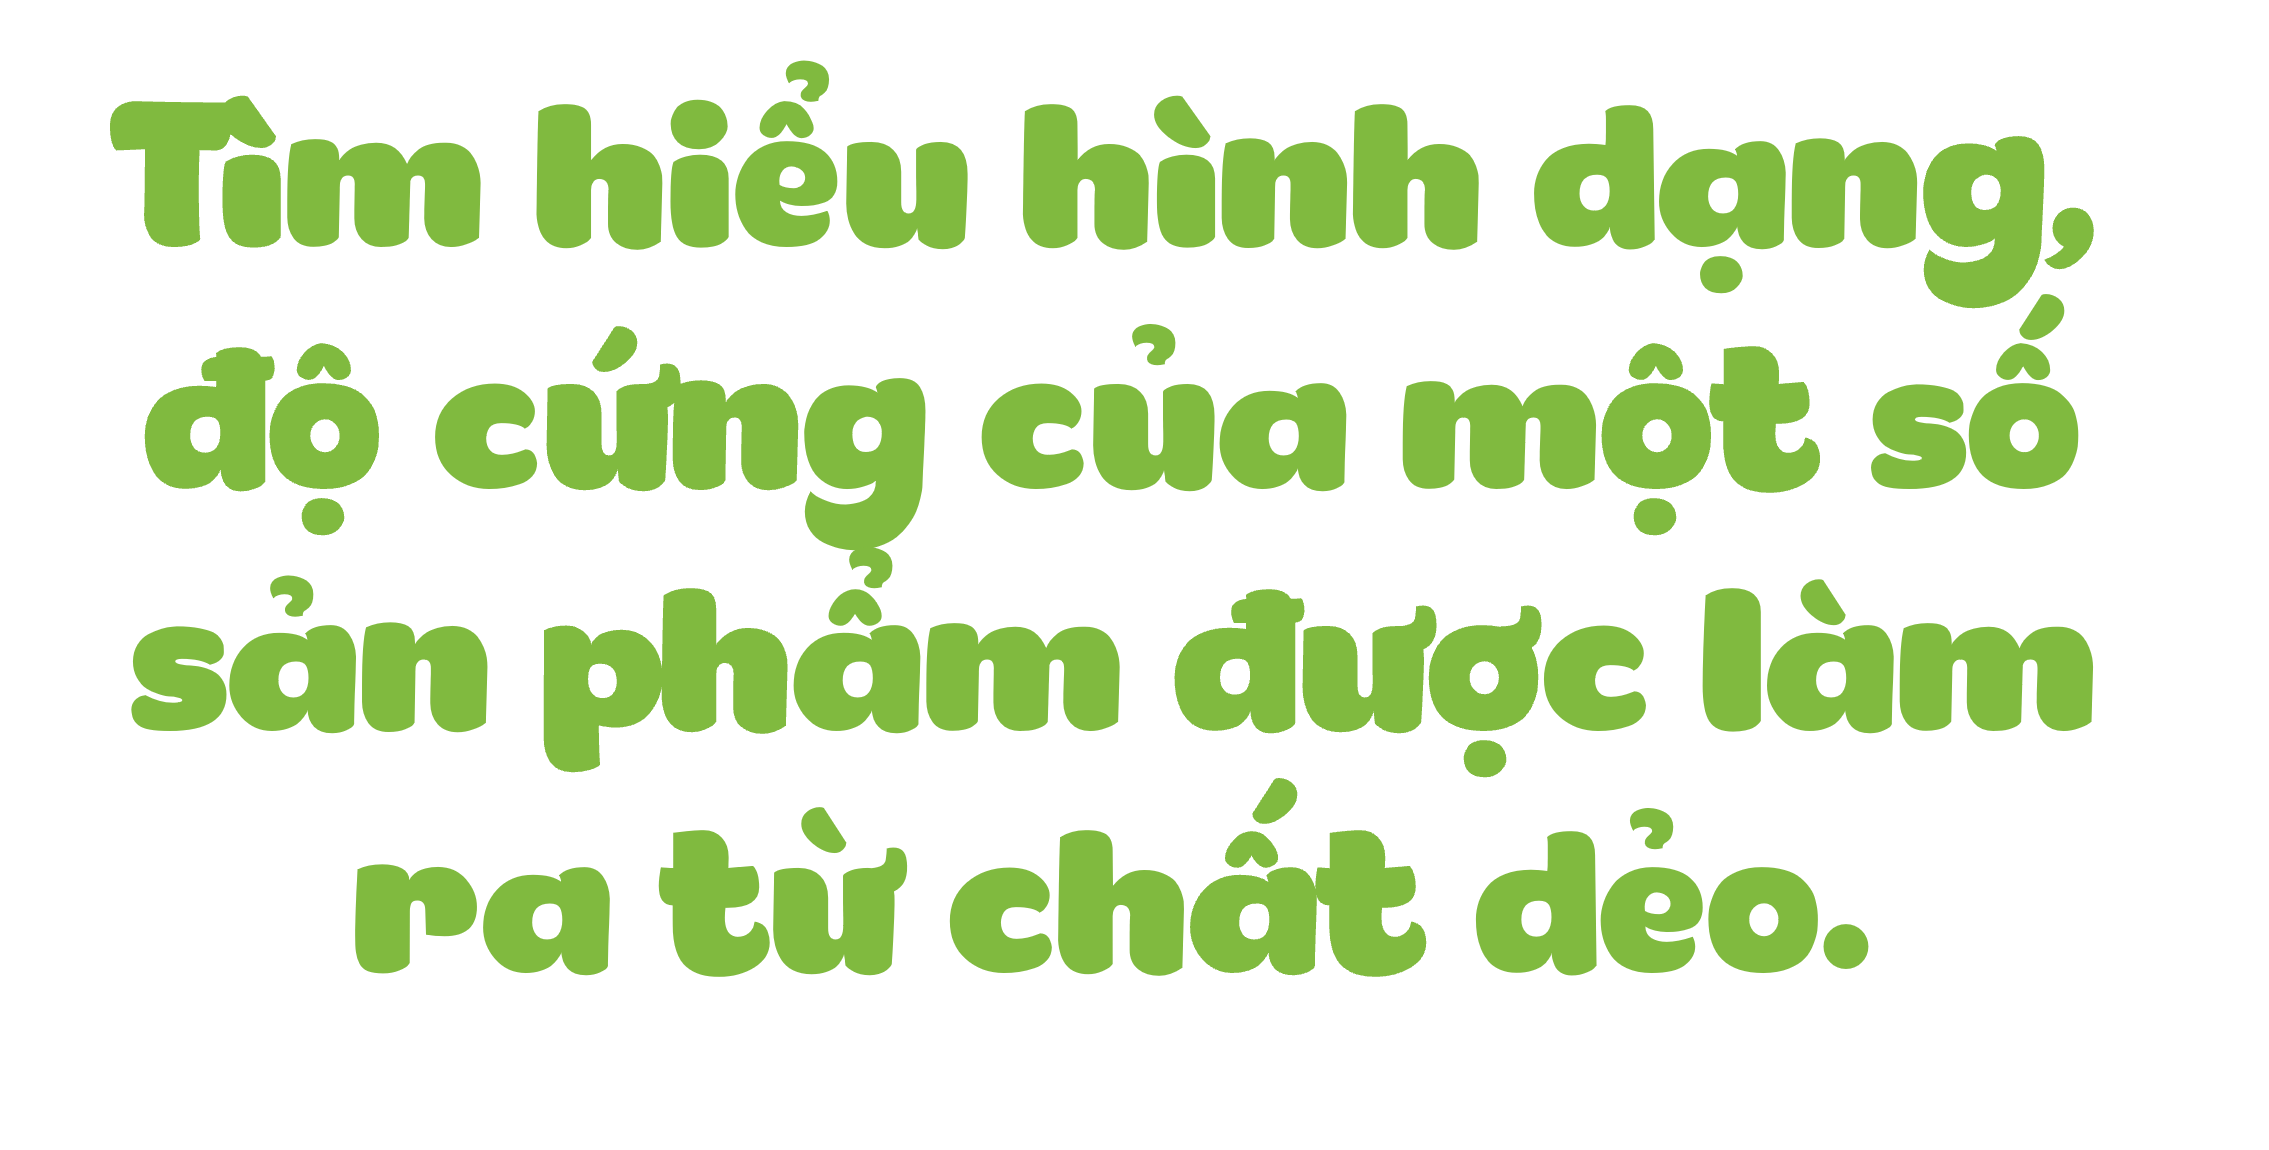 Tìm hiểu hình dạng,
độ cứng của một số
sản phẩm được làm
ra từ chất dẻo.